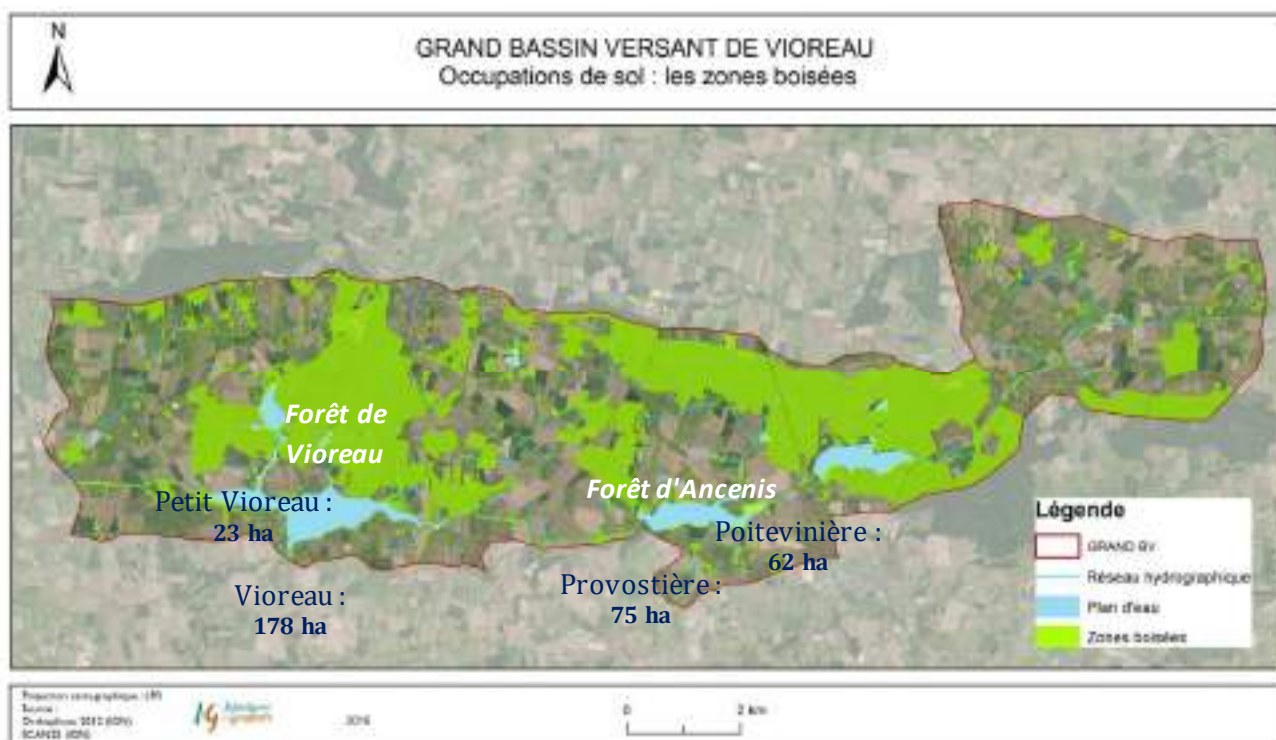 N
GRAND BASSIN VERSANT DE VIOREAU
Occupations de sol : les zones boisées
Forêt de
Vioreau
Petit Vioreau :
23 ha
Forêt d'Ancenis
Poitevinière :
62 ha
Vioreau :
178 ha
Provostière :
75 ha
Légende
GRAND BV
Réseau hydrographique
Plan d'eau
Zones boisées
Source :
2016
0
2 km